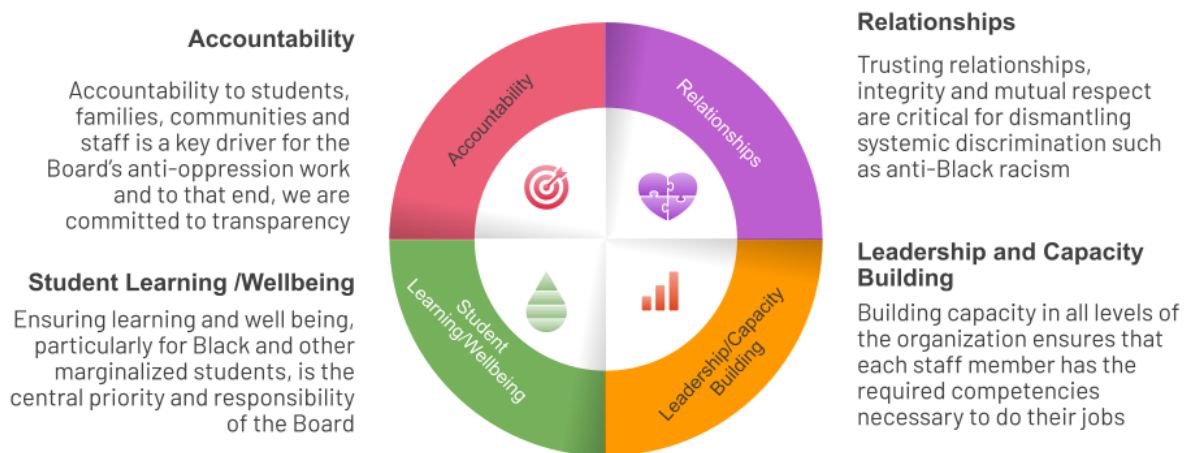 Accountability
Accountability to students,
families, communities and
staff is a key driver for the
Board's anti-oppression work
and to that end, we are
committed to transparency
Student Learning /Wellbeing
Ensuring learning and well being,
particularly for Black and other
marginalized students, is the
central priority and responsibility
of the Board
Accountability
Relationships
Student
Learning/Wellbeing
Leadership/Capacity
Building
Relationships
Trusting relationships,
integrity and mutual respect
are critical for dismantling
systemic discrimination such
as anti-Black racism
Leadership and Capacity
Building
Building capacity in all levels of
the organization ensures that
each staff member has the
required competencies
necessary to do their jobs